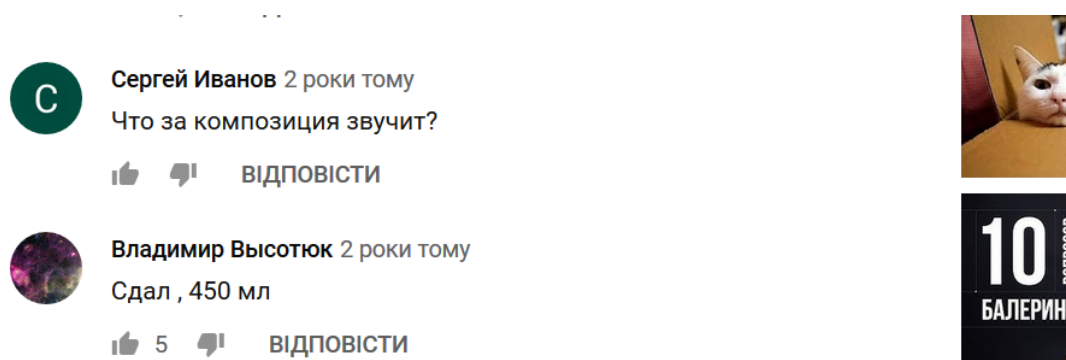 С
Сергей Иванов 2 роки тому
Что за композиция звучит?
ВІДПОВІСТИ
Владимир Высотюк 2 роки тому
Сдал , 450 мл
5 ВІДПОВІСТИ
10
вопросов